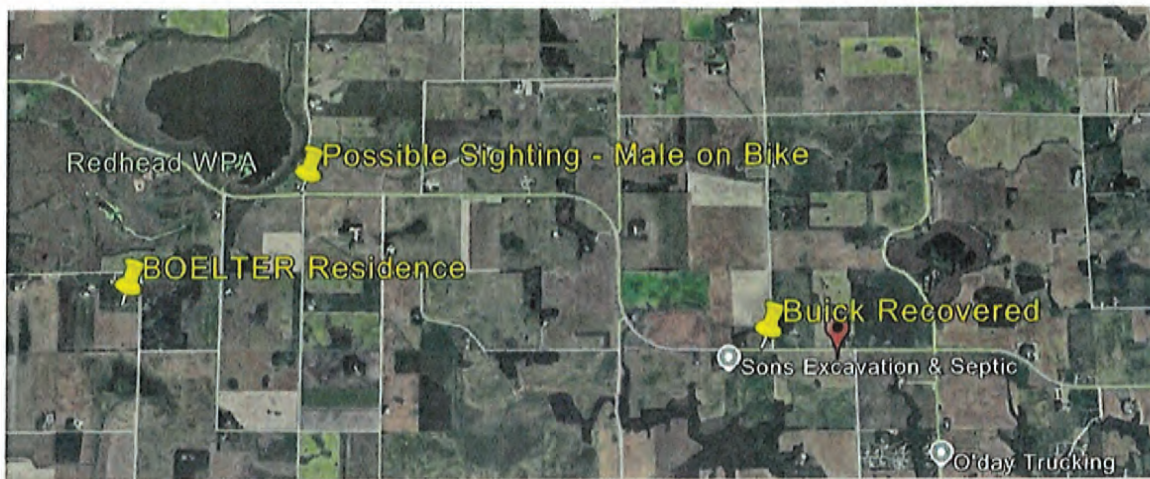 Redhead WPA
Possible Sighting - Male on Bike
BOELTER Residence
Buick Recovered
Sons Excavation & Septic
O'day Trucking